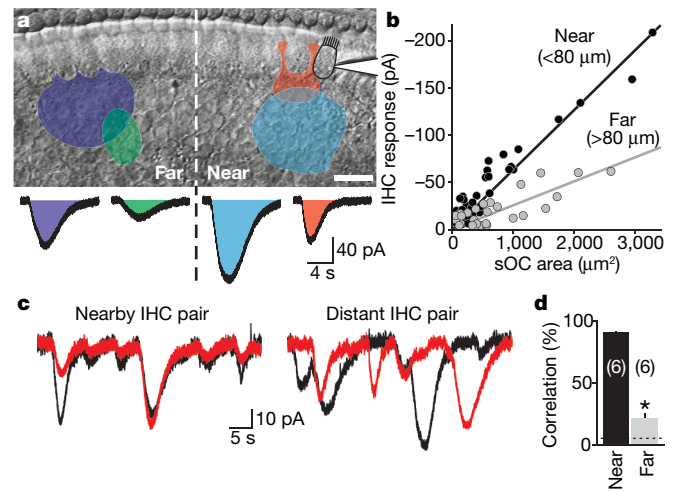 a
Far
Near
40 pA
4 s
b
IHC response (pA)
–200
–150
–100
–50
0
0
1,000
2,000
3,000
sOC area (μm²)
Near
(<80 μm)
Far
(>80 μm)
c
Nearby IHC pair
Distant IHC pair
10 pA
5 s
d
Correlation (%)
100
50
0
(6)
(6)
*
Near
Far